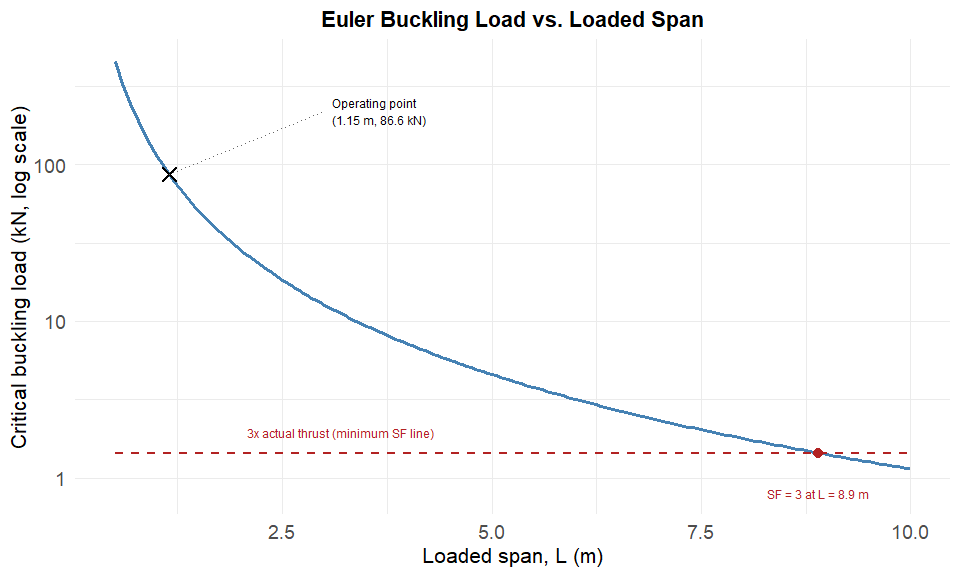 Euler Buckling Load vs. Loaded Span
Critical buckling load (kN, log scale)
100
10
1
Operating point
(1.15 m, 86.6 kN)
3x actual thrust (minimum SF line)
SF = 3 at L = 8.9 m
2.5
5.0
7.5
10.0
Loaded span, L (m)